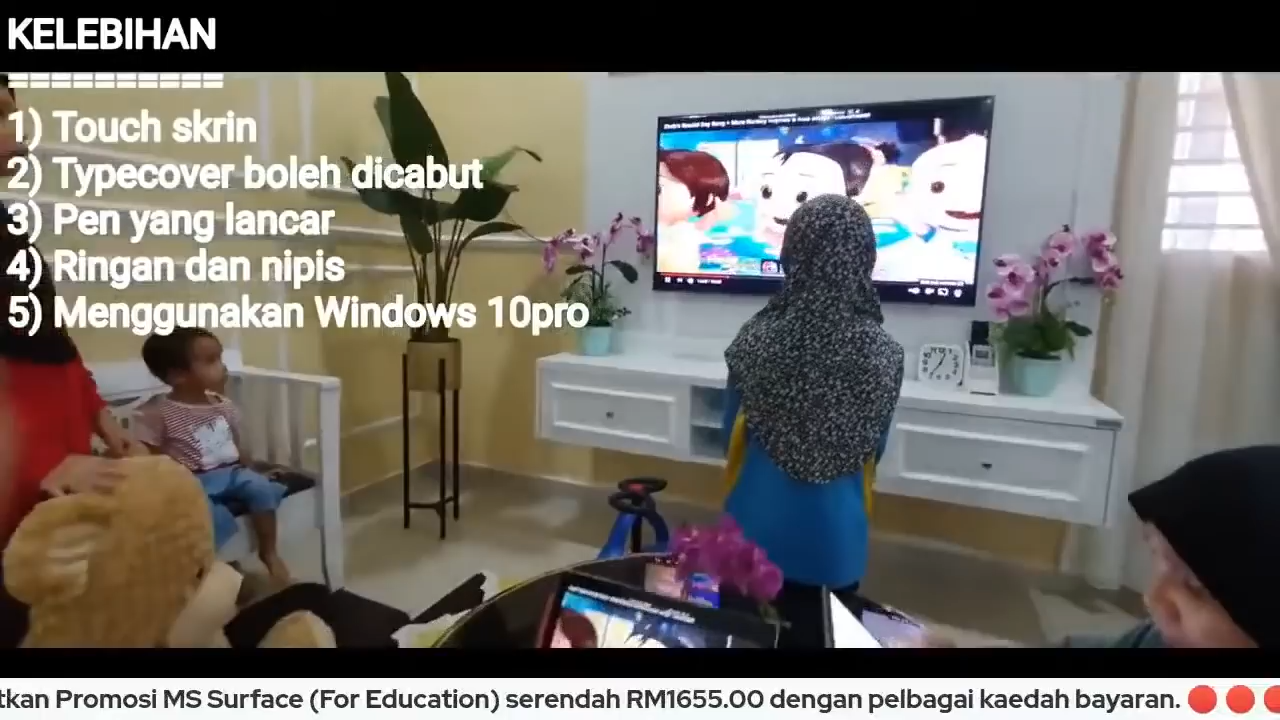 KELEBIHAN
==========
1) Touch skrin
2) Typecover boleh dicabut
3) Pen yang lancar
4) Ringan dan nipis
5) Menggunakan Windows 10pro
tkan Promosi MS Surface (For Education) serendah RM1655.00 dengan pelbagai kaedah bayaran.